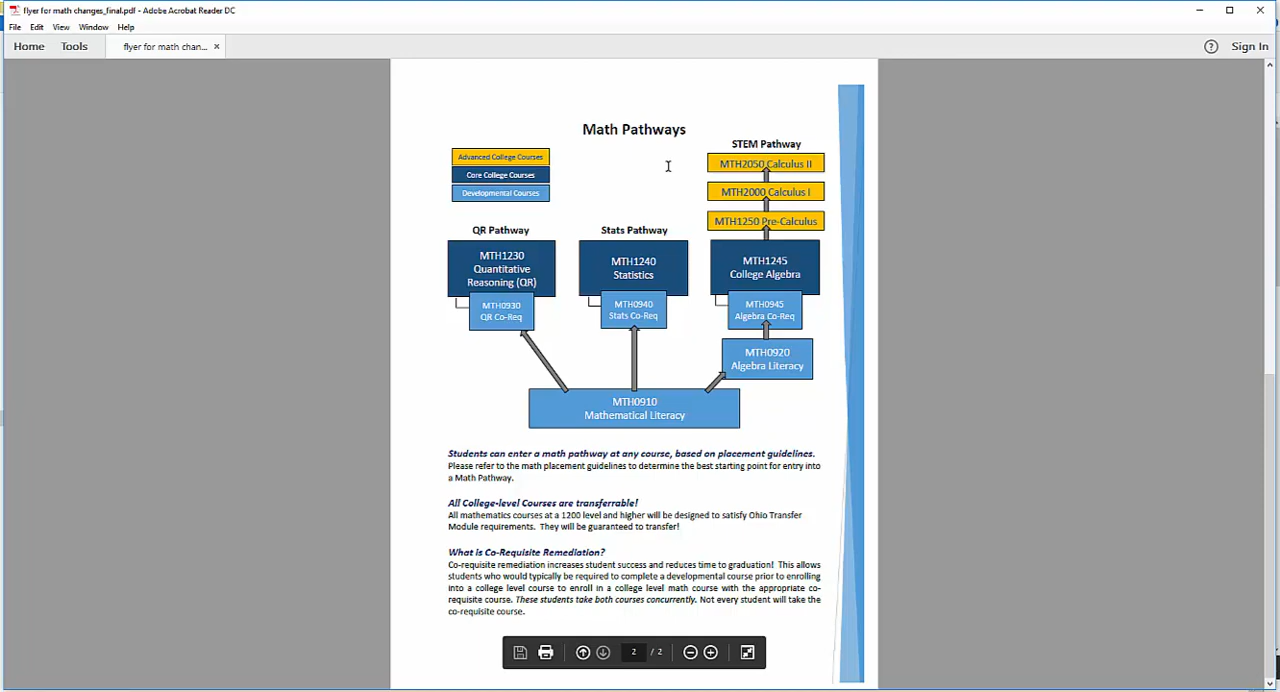 flyer for math changes_final.pdf - Adobe Acrobat Reader DC
File Edit View Window Help
Home Tools flyer for math chan... × Sign In
Math Pathways
STEM Pathway
Advanced College Courses
Core College Courses
Developmental Courses
MTH2050 Calculus II
MTH2000 Calculus I
MTH1250 Pre-Calculus
QR Pathway
Stats Pathway
MTH1230
Quantitative
Reasoning (QR)
MTH1240
Statistics
MTH1245
College Algebra
MTH0930
QR Co-Req
MTH0940
Stats Co-Req
MTH0945
Algebra Co-Req
MTH0920
Algebra Literacy
MTH0910
Mathematical Literacy
Students can enter a math pathway at any course, based on placement guidelines.
Please refer to the math placement guidelines to determine the best starting point for entry into
a Math Pathway.
All College-level Courses are transferrable!
All mathematics courses at a 1200 level and higher will be designed to satisfy Ohio Transfer
Module requirements. They will be guaranteed to transfer!
What is Co-Requisite Remediation?
Co-requisite remediation increases student success and reduces time to graduation! This allows
students who would typically be required to complete a developmental course prior to enrolling
into a college level course to enroll in a college level math course with the appropriate co-
requisite course. These students take both courses concurrently. Not every student will take the
co-requisite course.
2 / 2